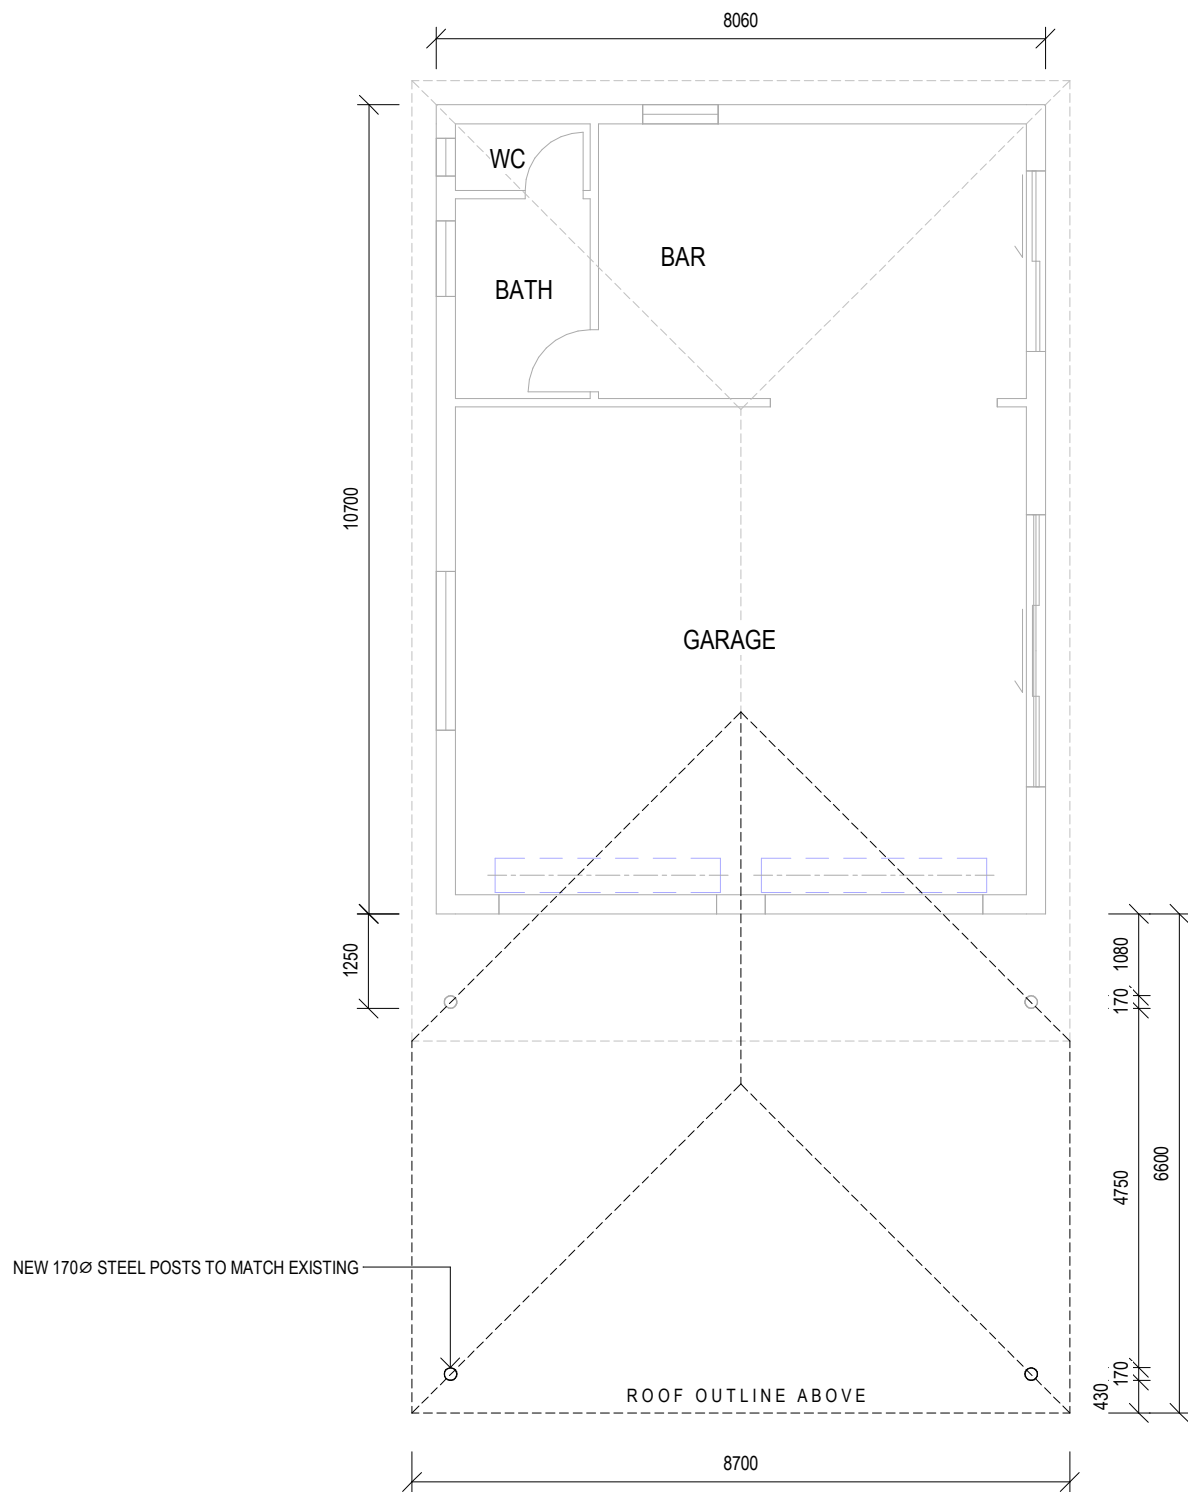 8060
WC
BAR
BATH
10700
GARAGE
1250
1080
170
4750
6600
NEW 170Ø STEEL POSTS TO MATCH EXISTING
170
430
ROOF OUTLINE ABOVE
8700